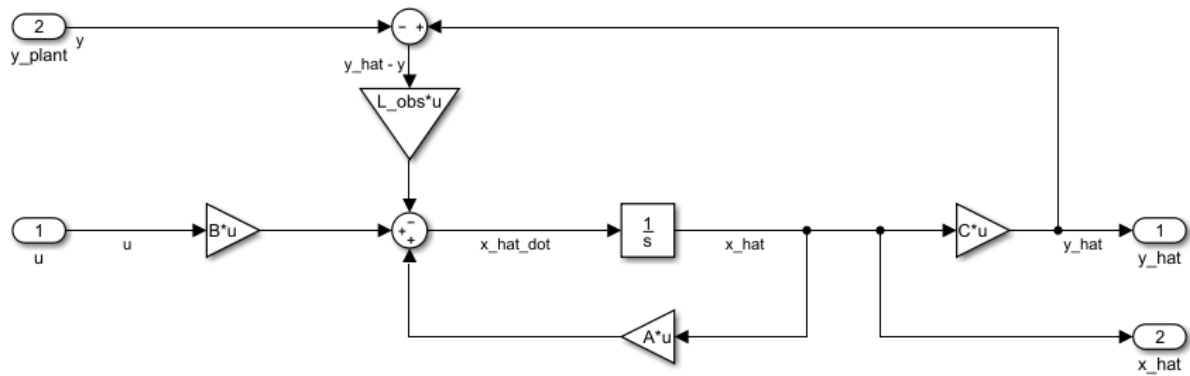 2
y
y_plant
- +
y_hat - y
L_obs*u
1
u
u
B*u
-
+
+
x_hat_dot
1
s
x_hat
C*u
y_hat
1
y_hat
A*u
2
x_hat